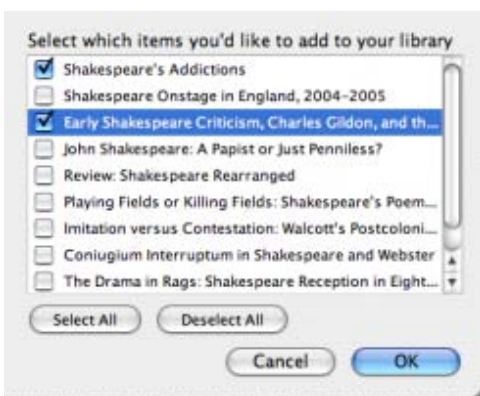 Select which items you'd like to add to your library
Shakespeare's Addictions
Shakespeare Onstage in England, 2004-2005
Early Shakespeare Criticism, Charles Gildon, and th...
John Shakespeare: A Papist or Just Penniless?
Review: Shakespeare Rearranged
Playing Fields or Killing Fields: Shakespeare's Poem...
Imitation versus Contestation: Walcott's Postcoloni...
Coniugium Interruptum in Shakespeare and Webster
The Drama in Rags: Shakespeare Reception in Eight...
Select All Deselect All
Cancel OK